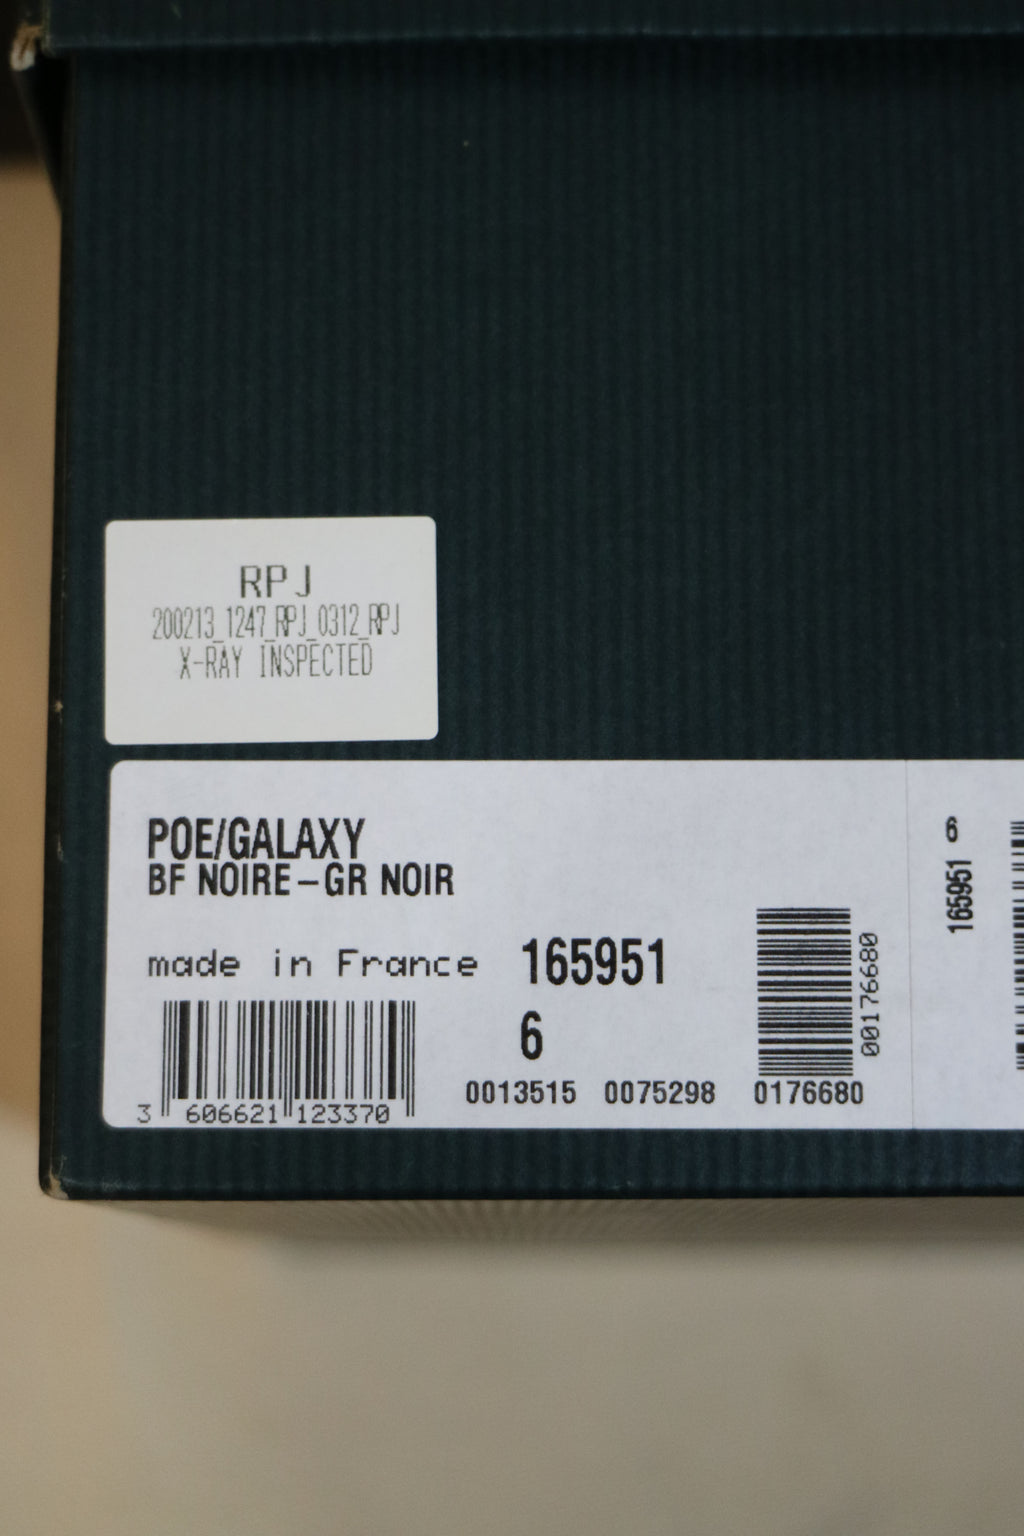 RPJ
200213_1247_RPJ_0312_RPJ
X-RAY INSPECTED
POE/GALAXY
BF NOIRE-GR NOIR
made in France
165951
6
3 606621 123370
0013515 0075298 0176680
00176680
6
165951